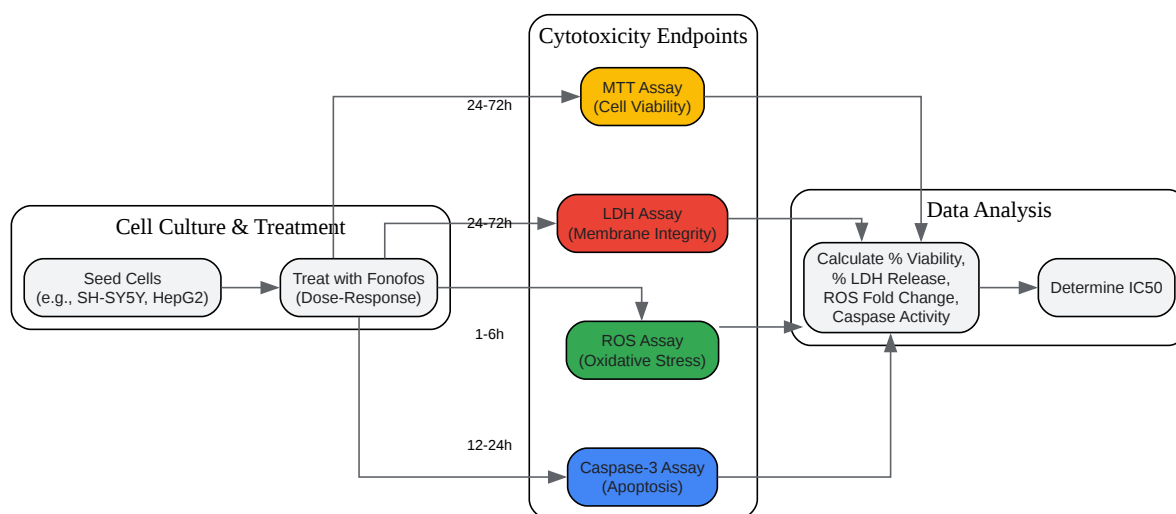 Cytotoxicity Endpoints
MTT Assay
(Cell Viability)
24-72h
LDH Assay
(Membrane Integrity)
24-72h
Cell Culture & Treatment
Seed Cells
(e.g., SH-SY5Y, HepG2)
Treat with Fonofos
(Dose-Response)
ROS Assay
(Oxidative Stress)
1-6h
Caspase-3 Assay
(Apoptosis)
12-24h
Data Analysis
Calculate % Viability,
% LDH Release,
ROS Fold Change,
Caspase Activity
Determine IC50